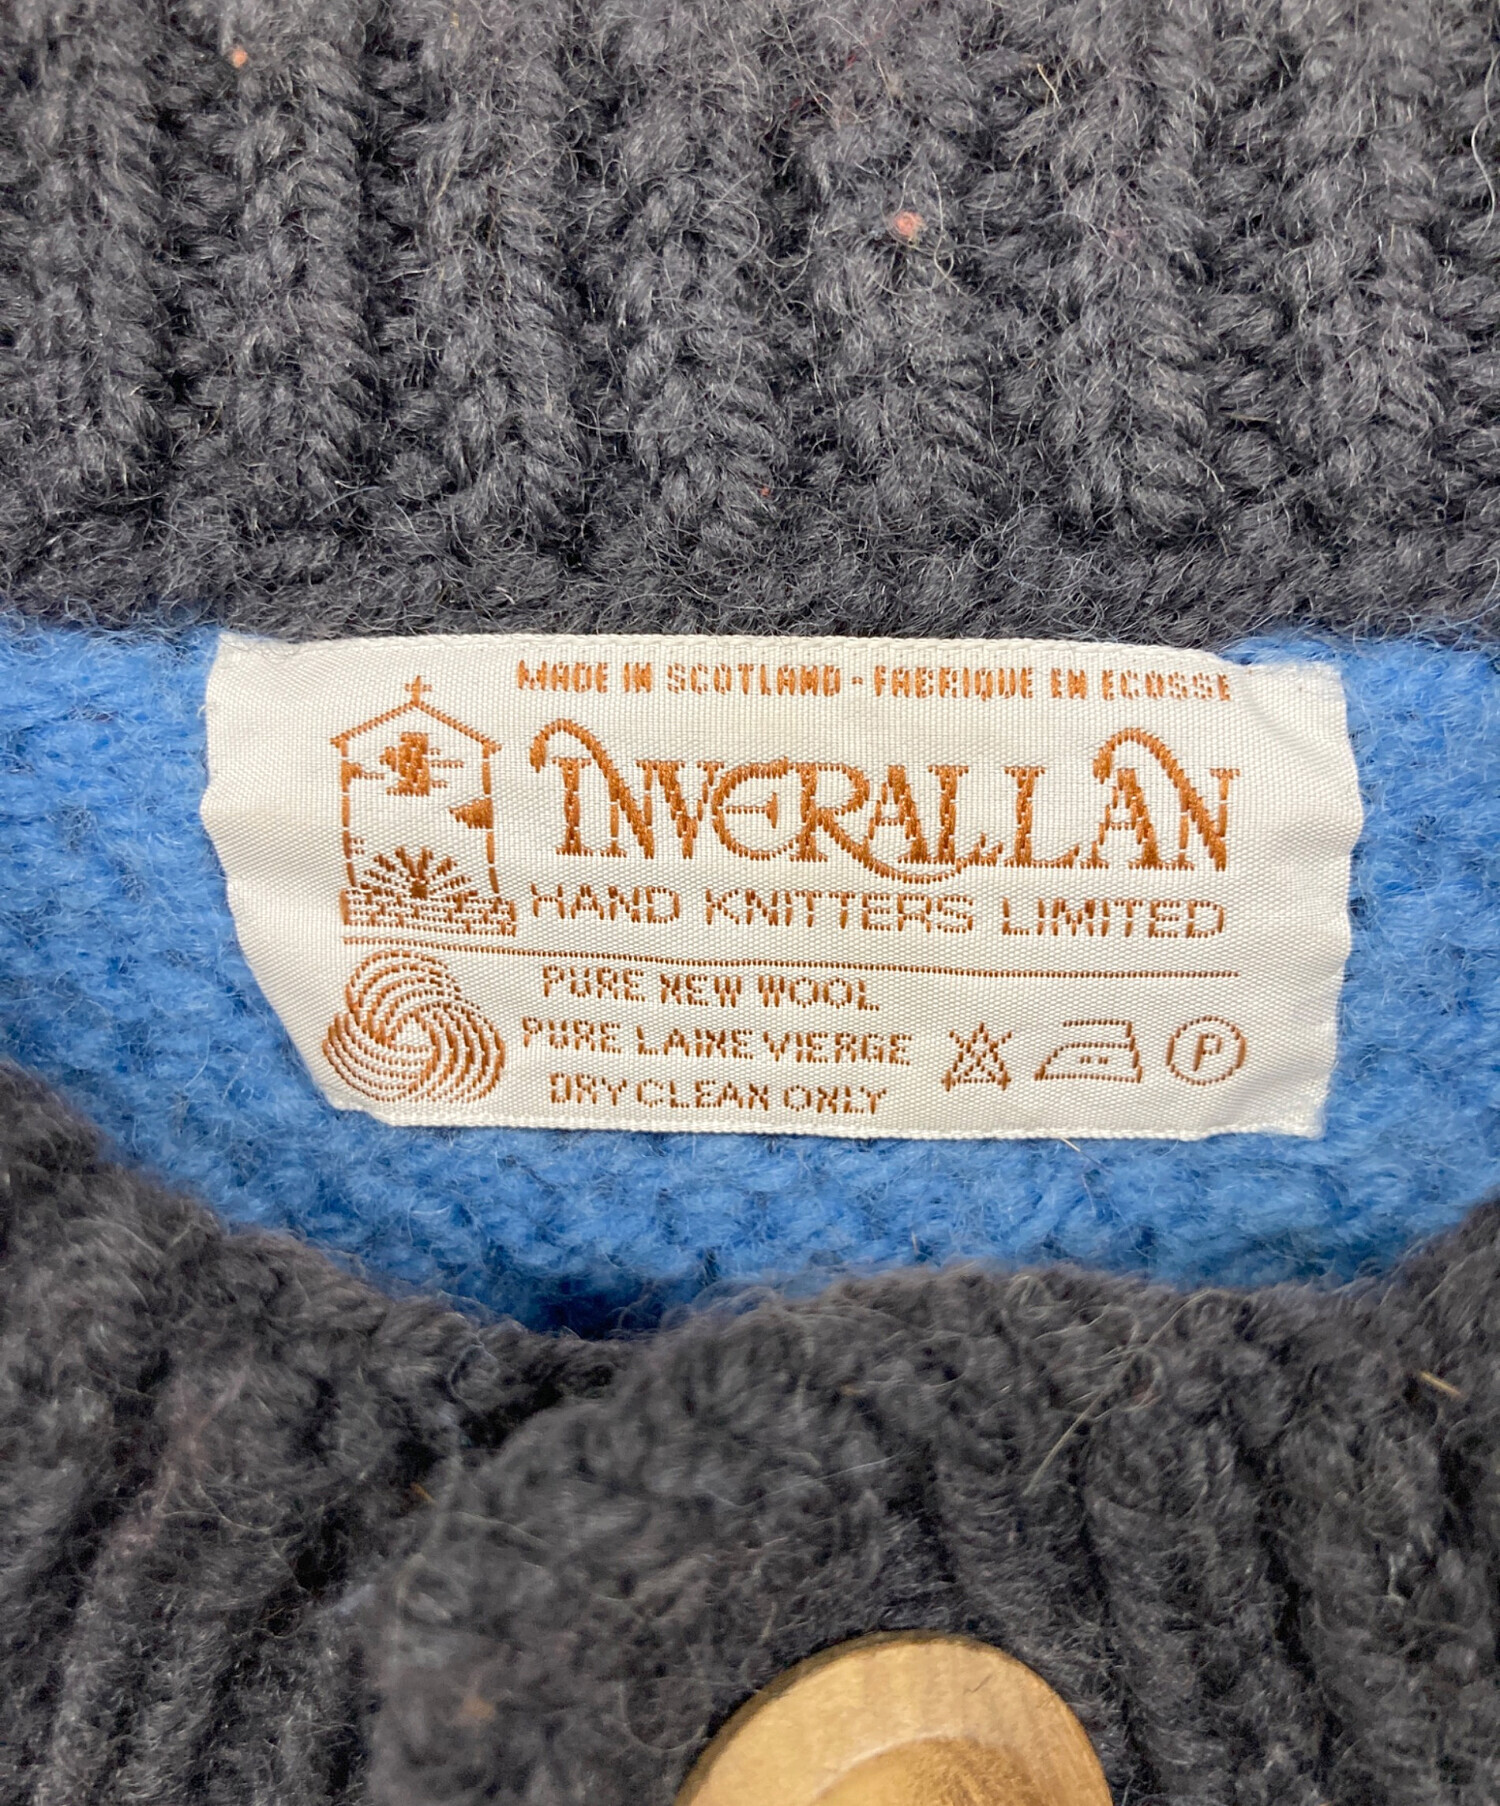 MADE IN SCOTLAND - FABRIQUE EN ECOSSE
INVERALLAN
HAND KNITTERS LIMITED
PURE NEW WOOL
PURE LAINE VIERGE
DRY CLEAN ONLY
P